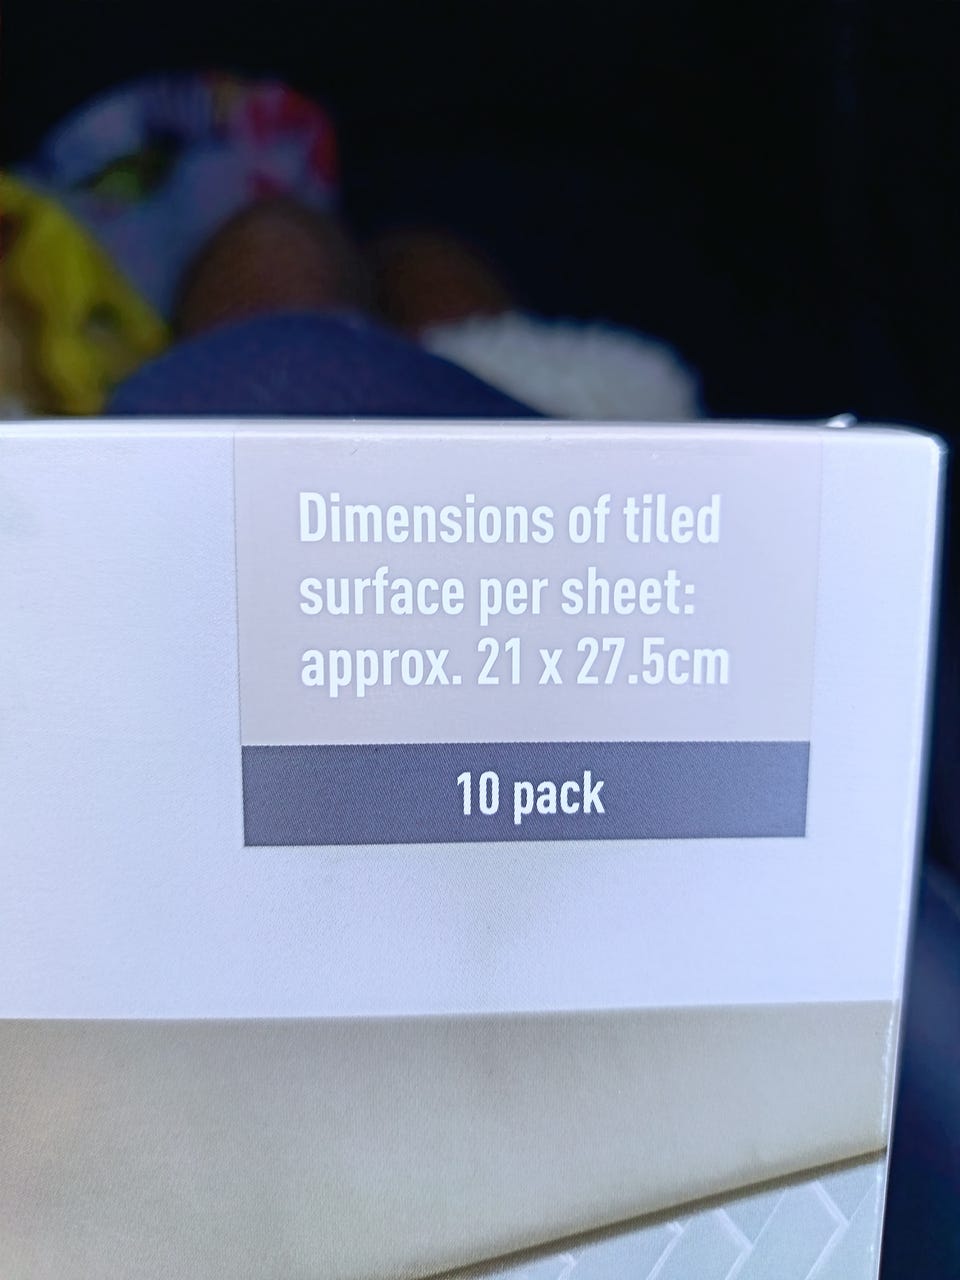 Dimensions of tiled
surface per sheet:
approx. 21 x 27.5cm
10 pack